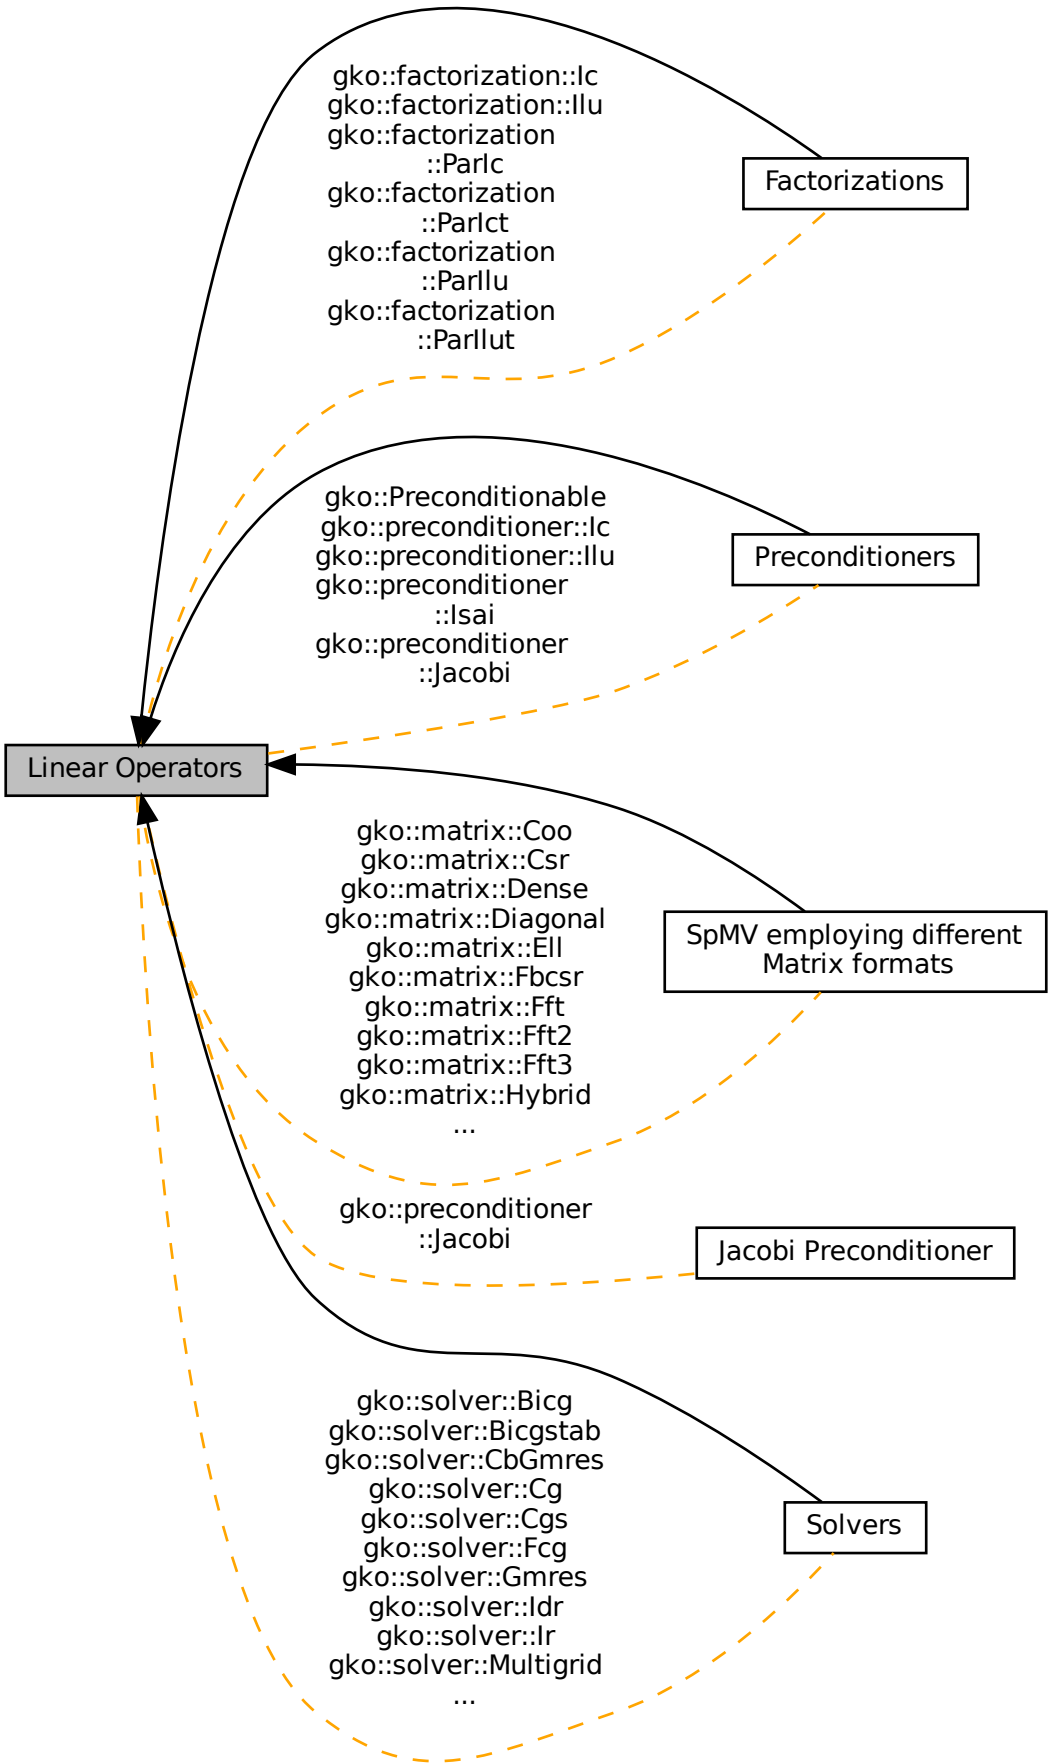 gko::factorization::Ic
gko::factorization::Ilu
gko::factorization
::ParIc
gko::factorization
::ParIct
gko::factorization
::ParIlu
gko::factorization
::ParIlut
Factorizations
gko::Preconditionable
gko::preconditioner::Ic
gko::preconditioner::Ilu
gko::preconditioner
::Isai
gko::preconditioner
::Jacobi
Preconditioners
Linear Operators
gko::matrix::Coo
gko::matrix::Csr
gko::matrix::Dense
gko::matrix::Diagonal
gko::matrix::Ell
gko::matrix::Fbcsr
gko::matrix::Fft
gko::matrix::Fft2
gko::matrix::Fft3
gko::matrix::Hybrid
...
SpMV employing different
Matrix formats
gko::preconditioner
::Jacobi
Jacobi Preconditioner
gko::solver::Bicg
gko::solver::Bicgstab
gko::solver::CbGmres
gko::solver::Cg
gko::solver::Cgs
gko::solver::Fcg
gko::solver::Gmres
gko::solver::Idr
gko::solver::Ir
gko::solver::Multigrid
...
Solvers